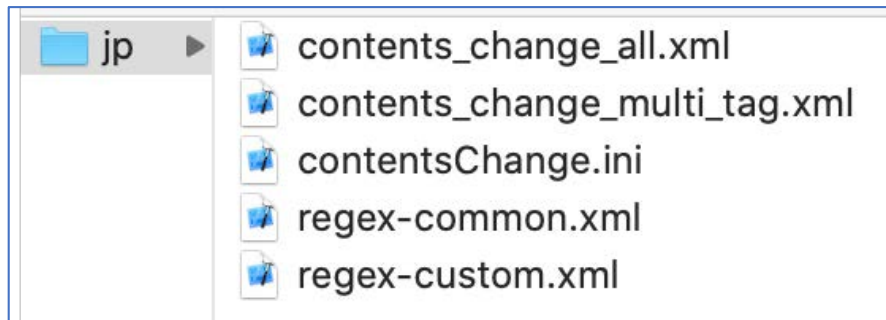 jp
contents_change_all.xml
contents_change_multi_tag.xml
contentsChange.ini
regex-common.xml
regex-custom.xml